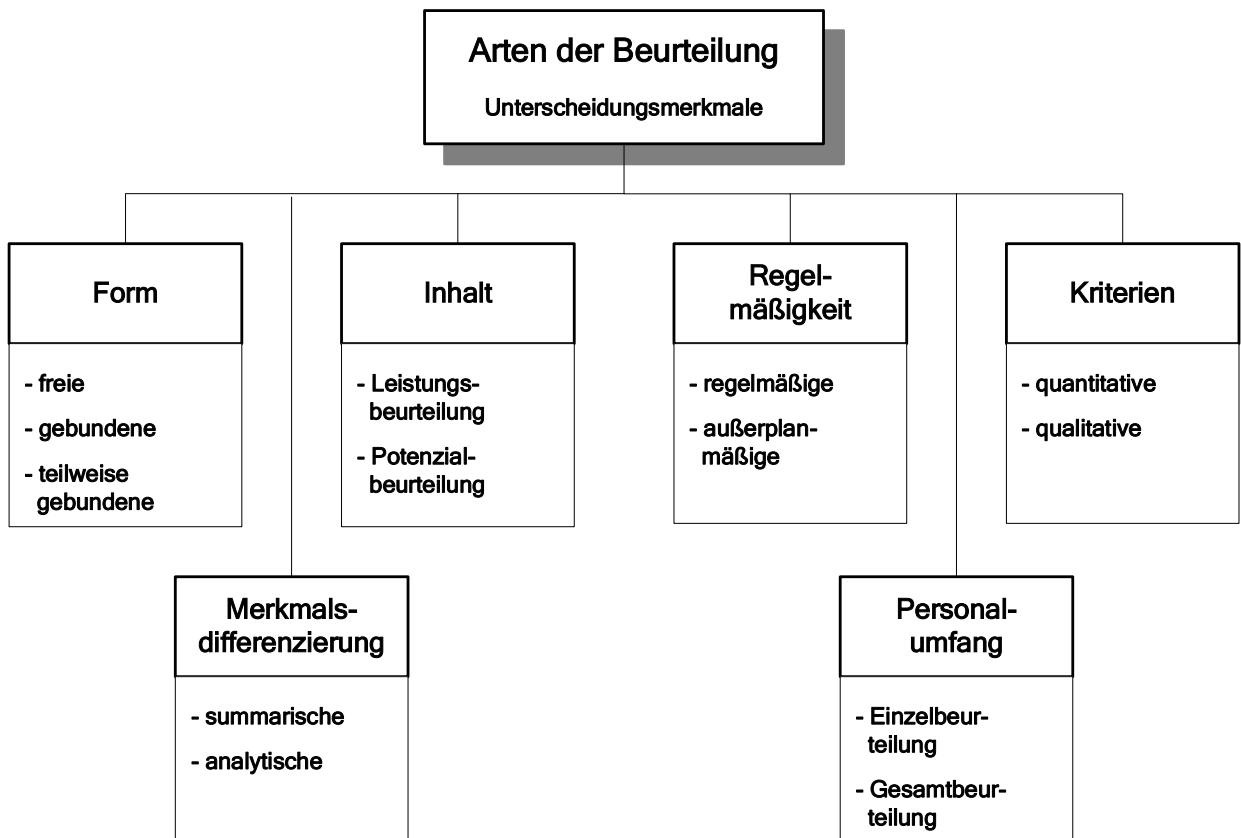 Arten der Beurteilung
Unterscheidungsmerkmale
Form
- freie
- gebundene
- teilweise
gebundene
Inhalt
- Leistungs-
beurteilung
- Potenzial-
beurteilung
Regel-
mäßigkeit
- regelmäßige
- außerplan-
mäßige
Kriterien
- quantitative
- qualitative
Merkmals-
differenzierung
- summarische
- analytische
Personal-
umfang
- Einzelbeur-
teilung
- Gesamtbeur-
teilung